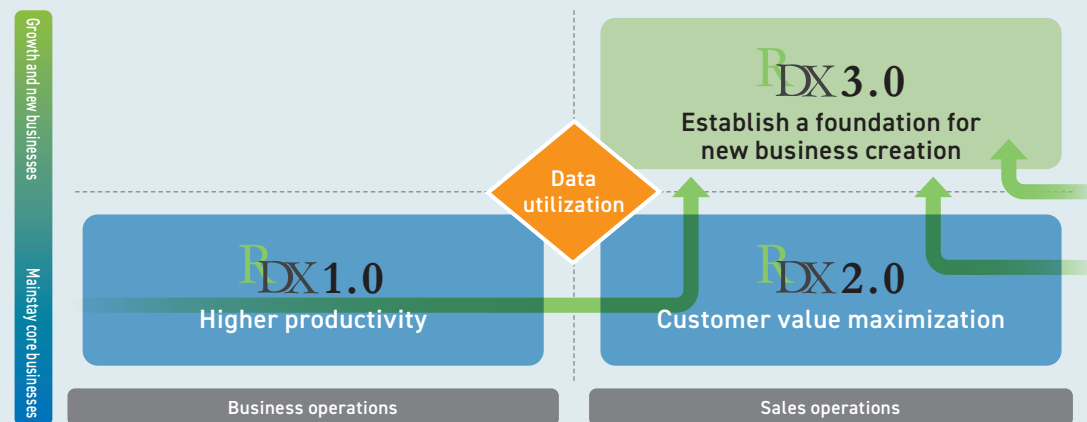 Growth and new businesses
Mainstay core businesses
RDX 3.0
Establish a foundation for
new business creation
Data
utilization
RDX 1.0
Higher productivity
RDX 2.0
Customer value maximization
Business operations
Sales operations